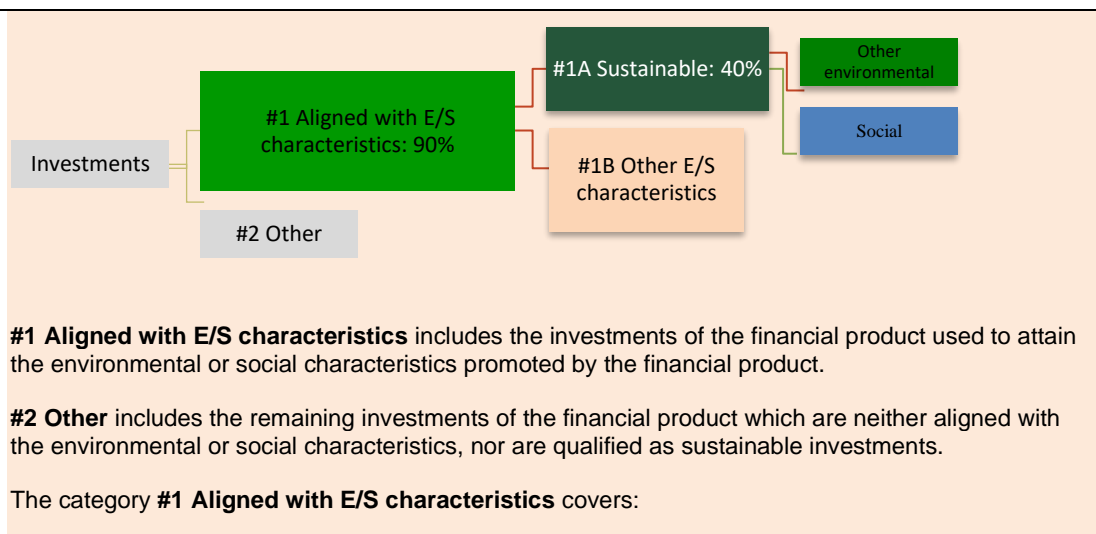 Investments
#1 Aligned with E/S
characteristics: 90%
#2 Other
#1A Sustainable: 40%
#1B Other E/S
characteristics
Other
environmental
Social
#1 Aligned with E/S characteristics includes the investments of the financial product used to attain
the environmental or social characteristics promoted by the financial product.
#2 Other includes the remaining investments of the financial product which are neither aligned with
the environmental or social characteristics, nor are qualified as sustainable investments.
The category #1 Aligned with E/S characteristics covers: